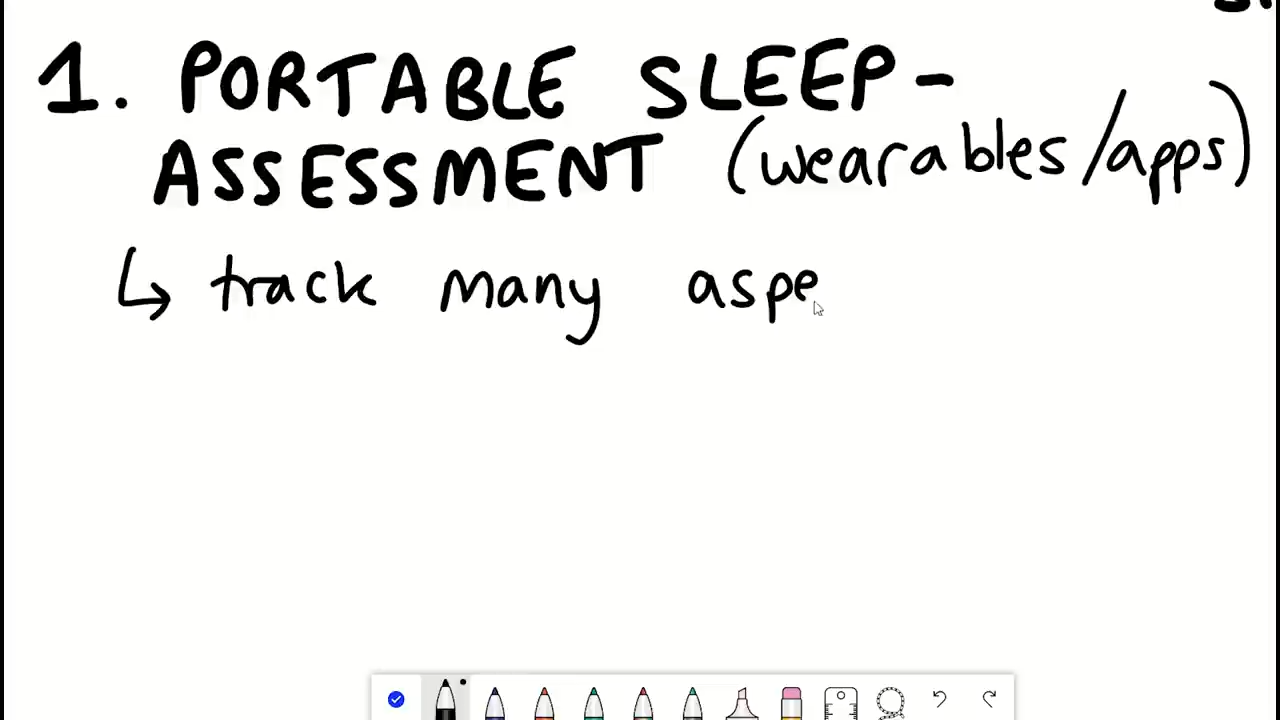 1. PORTABLE SLEEP-
ASSESSMENT (wearables/apps)
↳ track many aspe